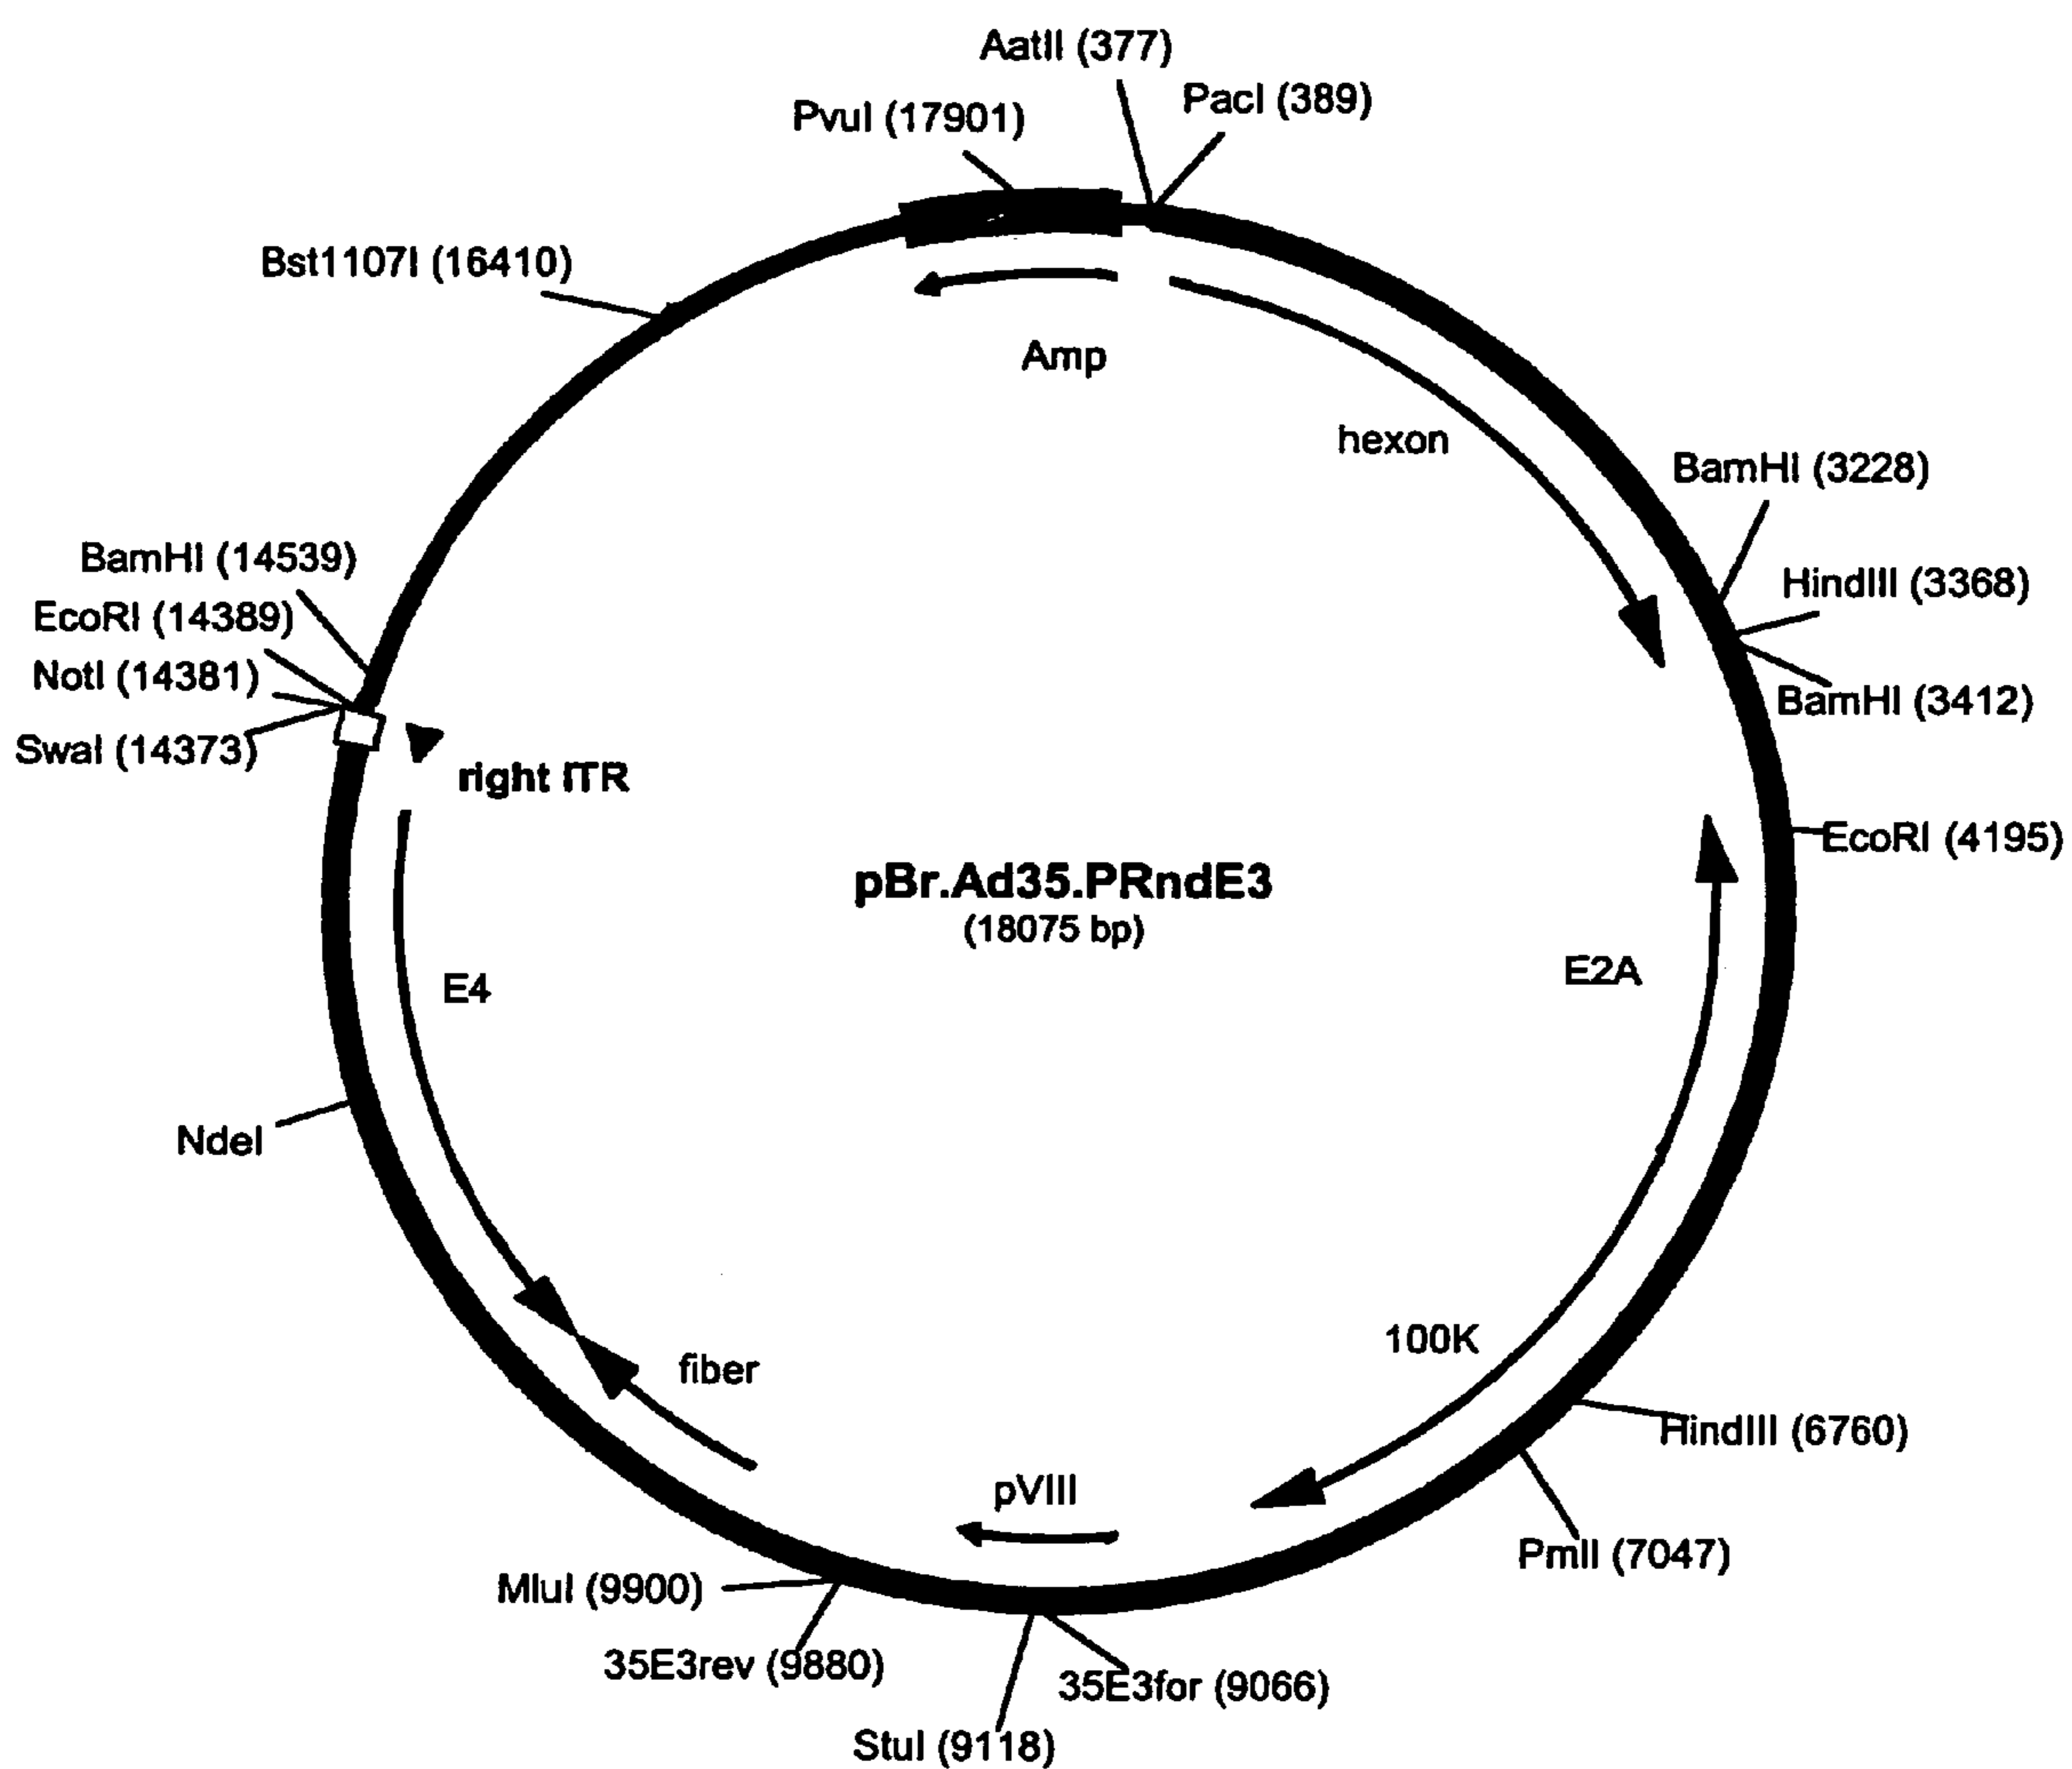 AatII (377)
PacI (389)
PvuI (17901)
Bst1107I (16410)
Amp
hexon
BamHI (3228)
BamHI (14539)
HindIII (3368)
EcoRI (14389)
NotI (14381)
BamHI (3412)
SwaI (14373)
right ITR
EcoRI (4195)
pBr.Ad35.PRndE3
(18075 bp)
E2A
E4
NdeI
100K
fiber
HindIII (6760)
pVIII
PmlI (7047)
MluI (9900)
35E3rev (9880)
35E3for (9066)
StuI (9118)